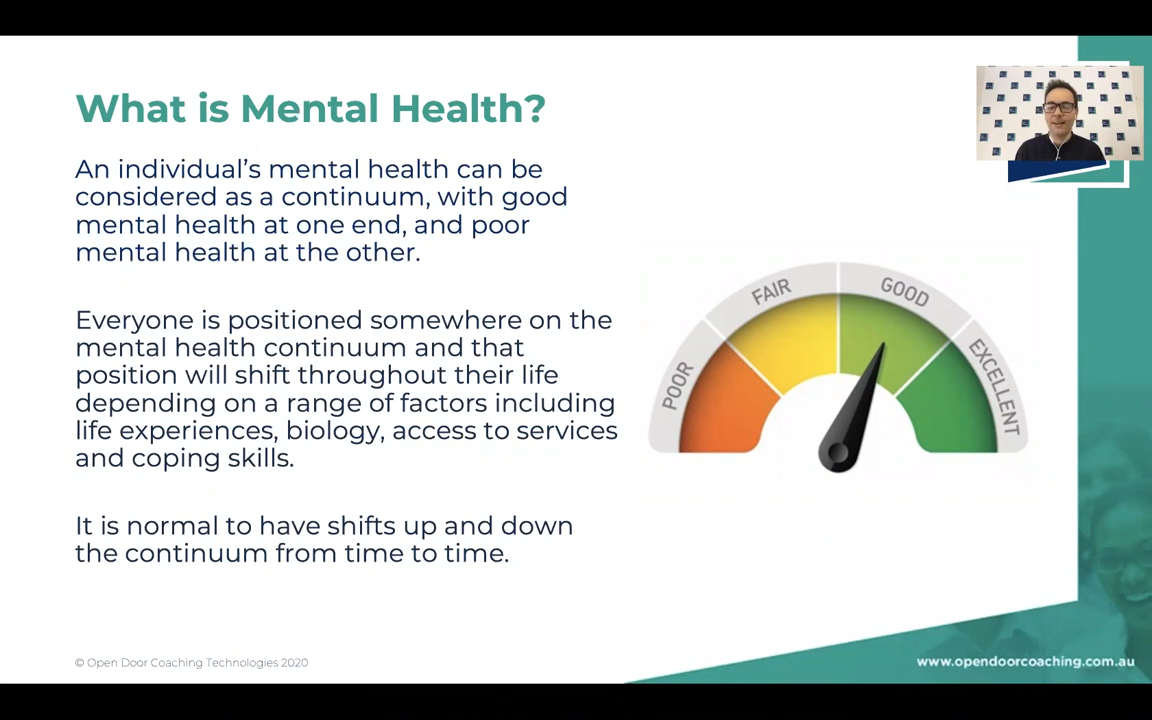 What is Mental Health?
An individual’s mental health can be
considered as a continuum, with good
mental health at one end, and poor
mental health at the other.
Everyone is positioned somewhere on the
mental health continuum and that
position will shift throughout their life
depending on a range of factors including
life experiences, biology, access to services
and coping skills.
It is normal to have shifts up and down
the continuum from time to time.
POOR
FAIR
GOOD
EXCELLENT
© Open Door Coaching Technologies 2020
www.opendoorcoaching.com.au